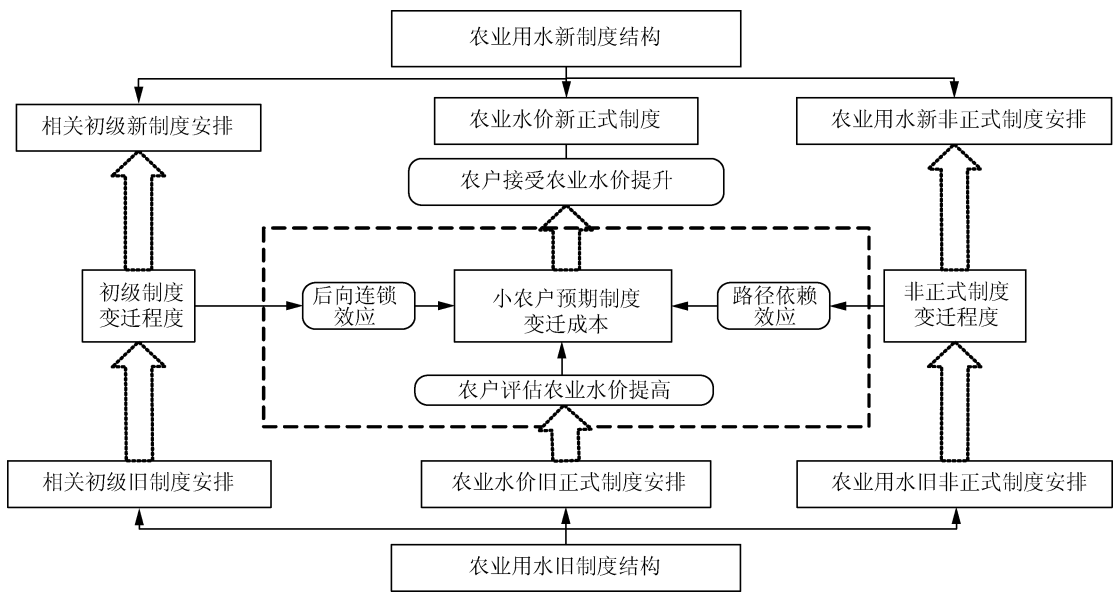 农业用水新制度结构
相关初级新制度安排
农业水价新正式制度
农业用水新非正式制度安排
农户接受农业水价提升
初级制度
变迁程度
后向连锁
效应
小农户预期制度
变迁成本
路径依赖
效应
非正式制度
变迁程度
农户评估农业水价提高
相关初级旧制度安排
农业水价旧正式制度安排
农业用水旧非正式制度安排
农业用水旧制度结构